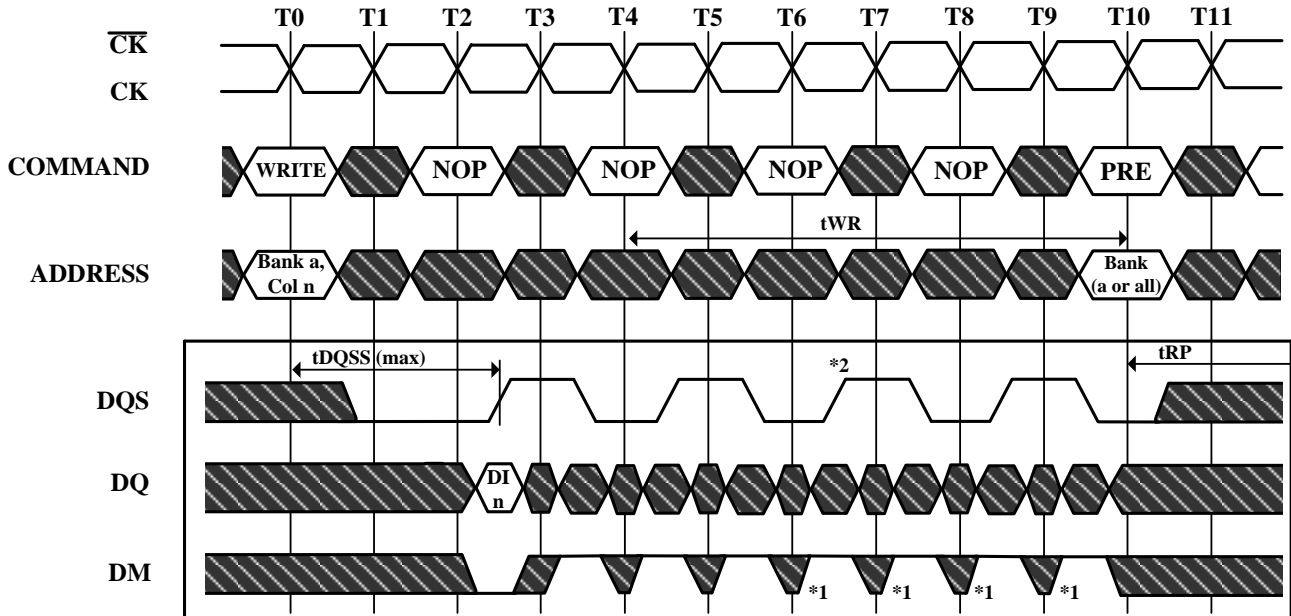 T0 T1 T2 T3 T4 T5 T6 T7 T8 T9 T10 T11
CK
CK
COMMAND WRITE NOP NOP NOP NOP PRE
tWR
ADDRESS Bank a, Col n Bank (a or all)
tDQSS (max) *2 tRP
DQS
DQ DI n
DM *1 *1 *1 *1